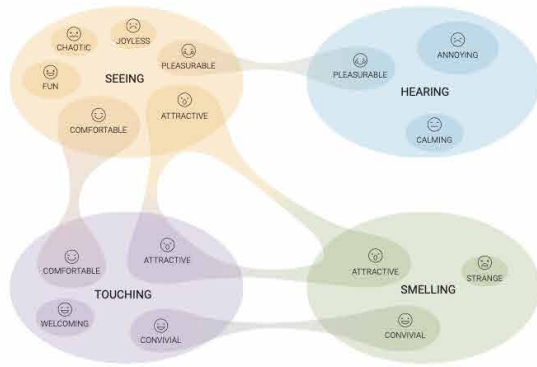 CHAOTIC
JOYLESS
FUN
SEEING
PLEASURABLE
COMFORTABLE
ATTRACTIVE
PLEASURABLE
ANNOYING
HEARING
CALMING
COMFORTABLE
ATTRACTIVE
TOUCHING
WELCOMING
CONVIVIAL
ATTRACTIVE
STRANGE
SMELLING
CONVIVIAL